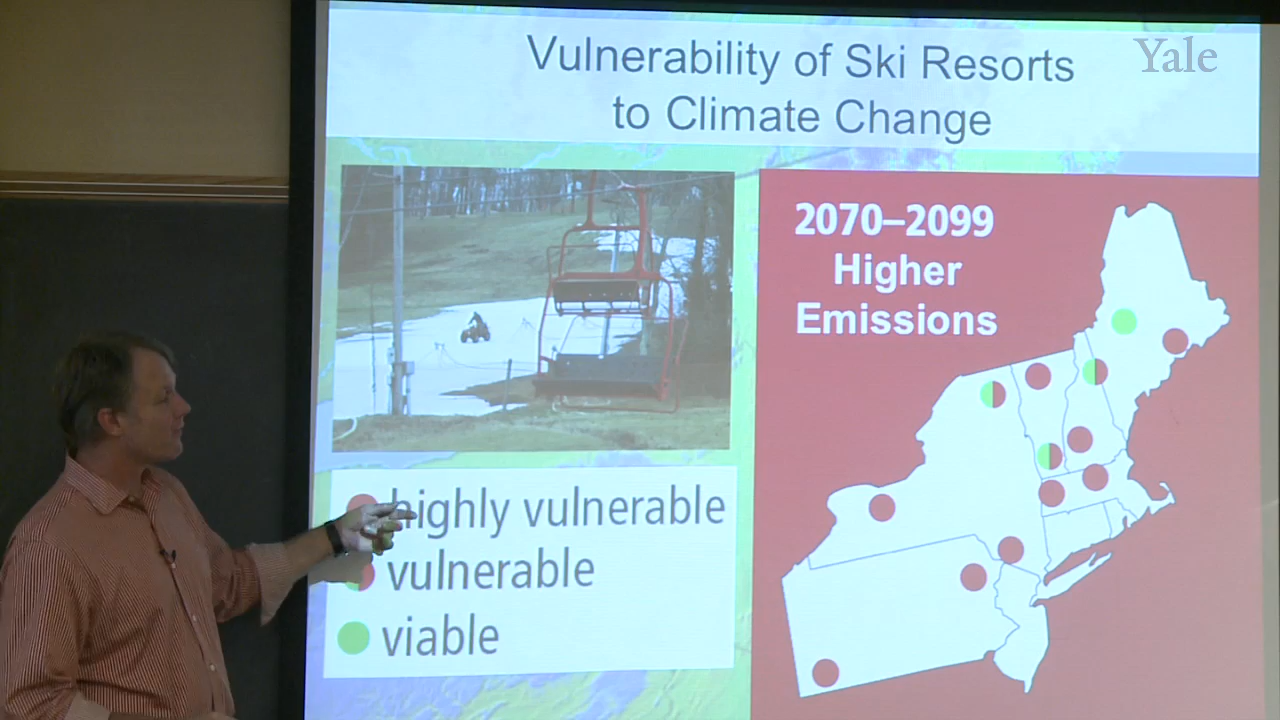 Vulnerability of Ski Resorts
to Climate Change
Yale
2070–2099
Higher
Emissions
highly vulnerable
vulnerable
viable